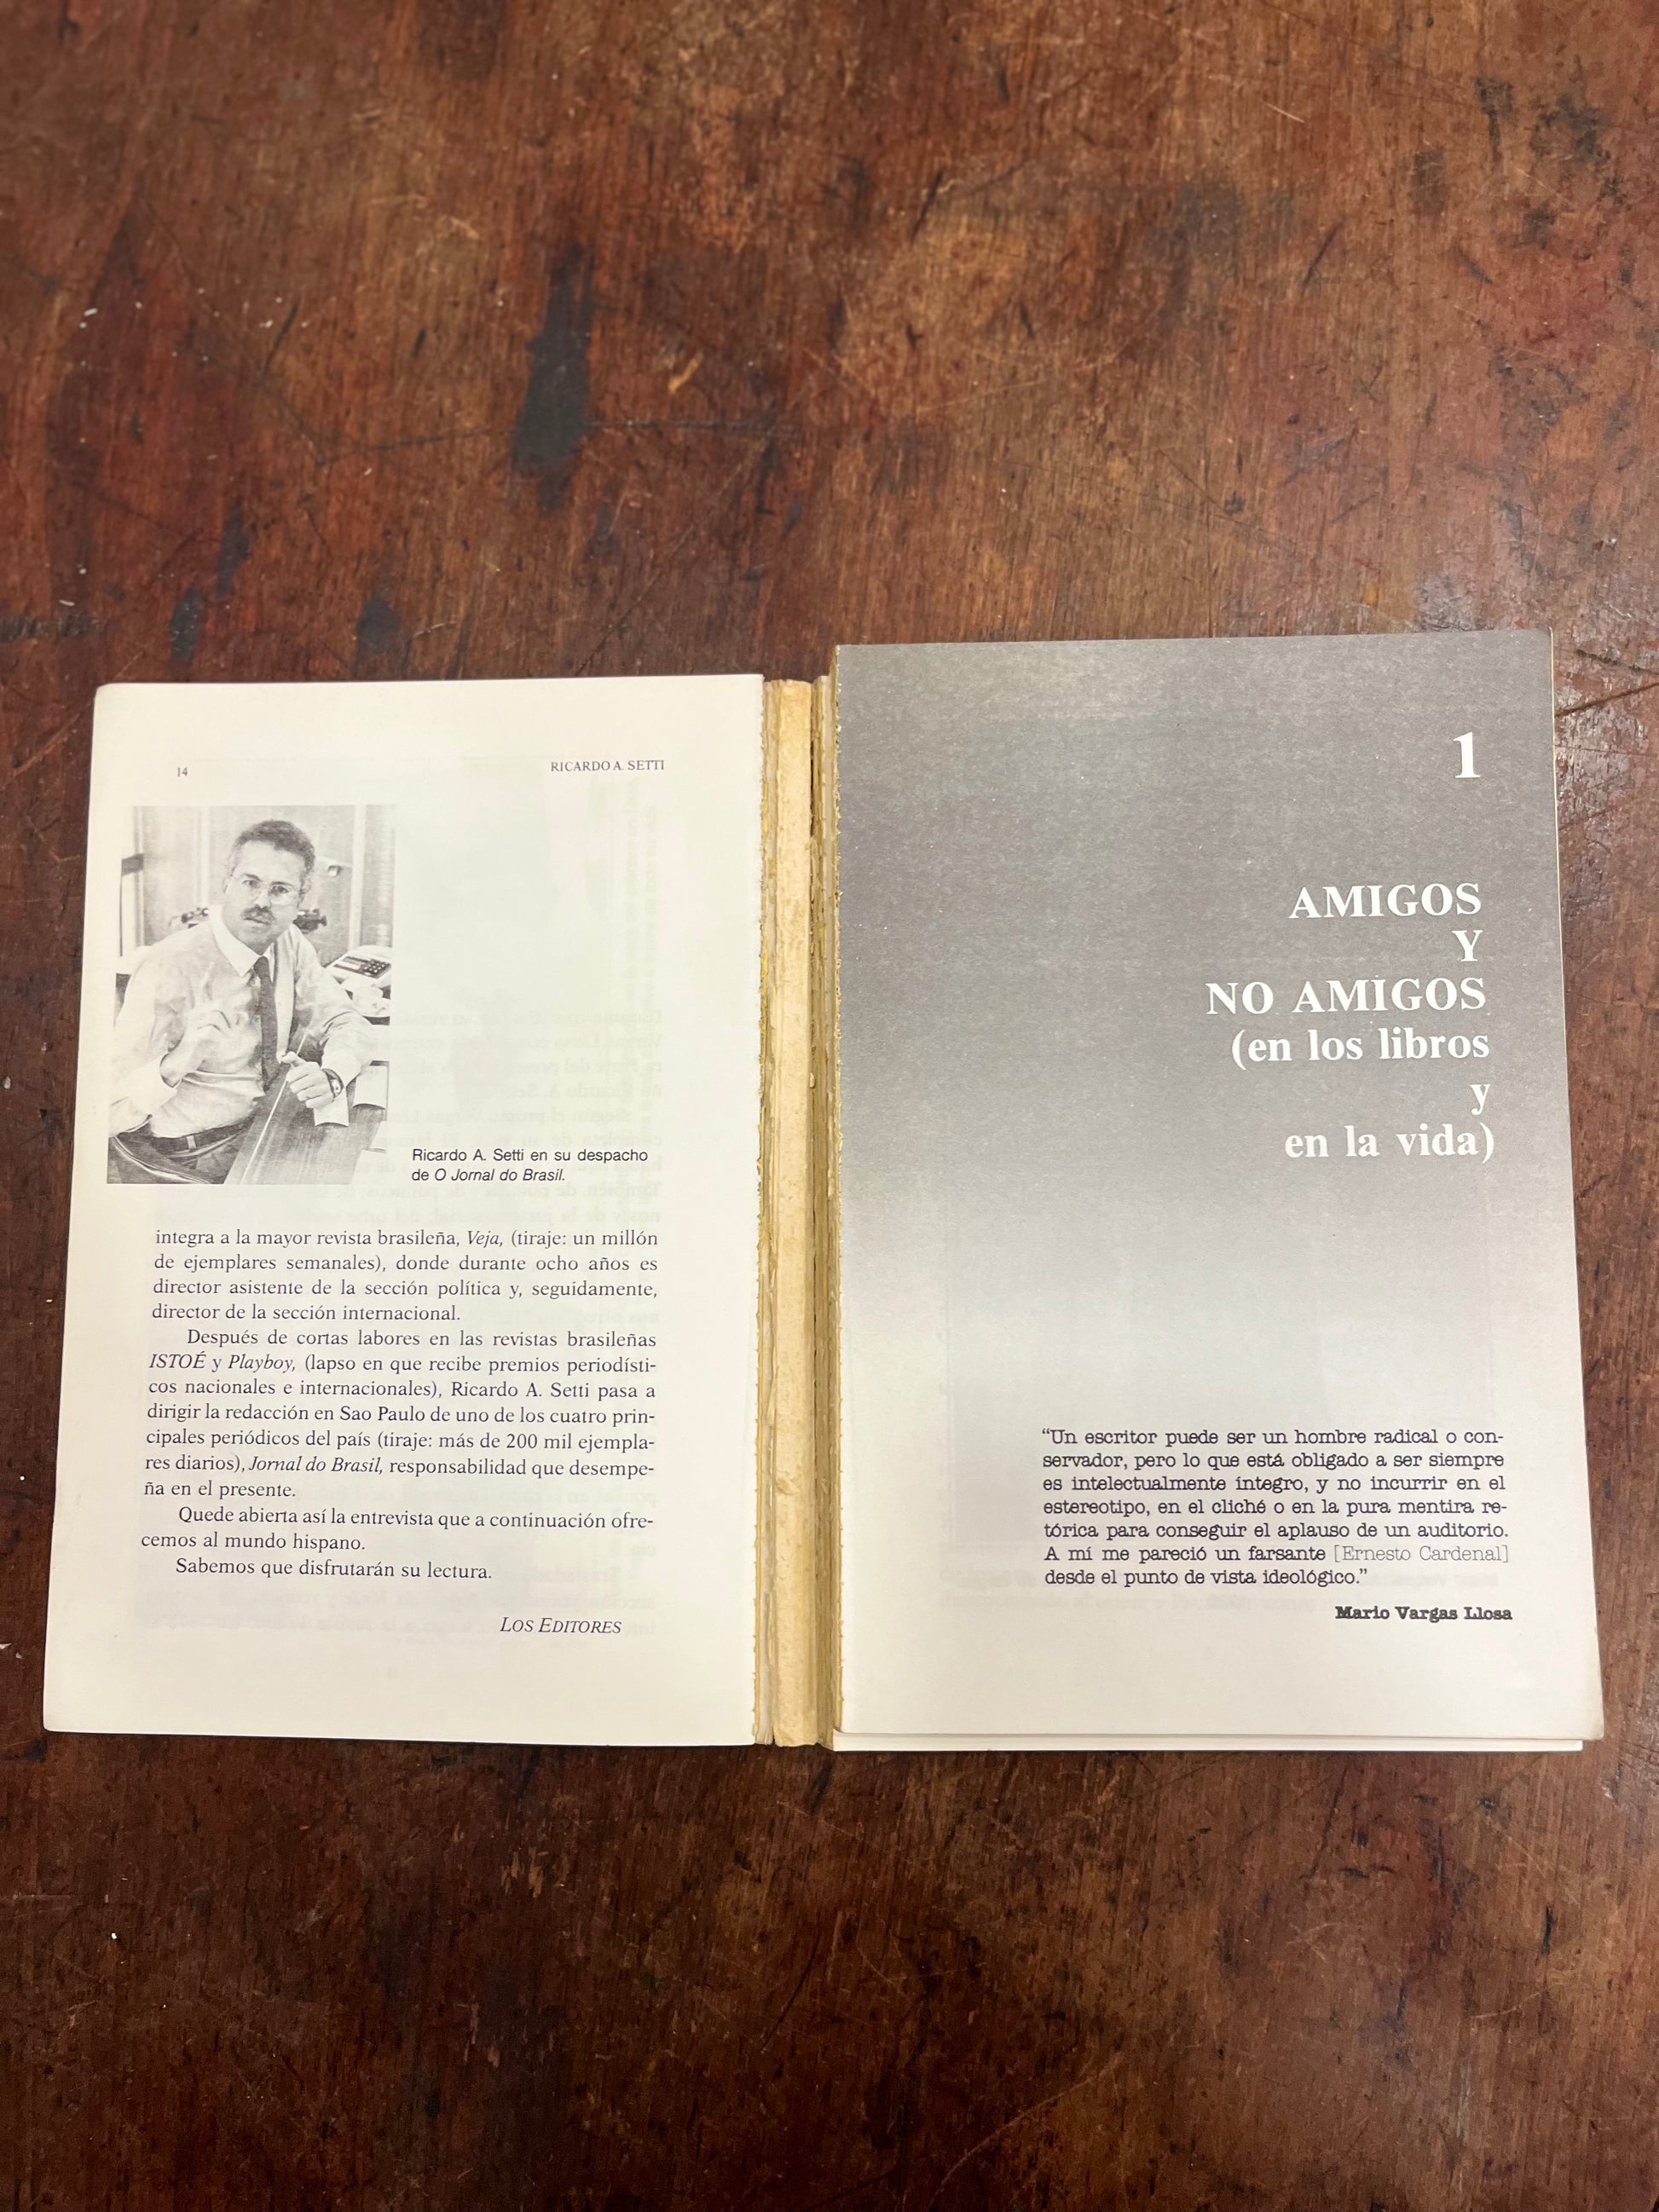 14
RICARDO A. SETTI
Ricardo A. Setti en su despacho
de O Jornal do Brasil.
integra a la mayor revista brasileña, Veja, (tiraje: un millón
de ejemplares semanales), donde durante ocho años es
director asistente de la sección política y, seguidamente,
director de la sección internacional.
Después de cortas labores en las revistas brasileñas
ISTOÉ y Playboy, (lapso en que recibe premios periodísti-
cos nacionales e internacionales), Ricardo A. Setti pasa a
dirigir la redacción en Sao Paulo de uno de los cuatro prin-
cipales periódicos del país (tiraje: más de 200 mil ejempla-
res diarios), Jornal do Brasil, responsabilidad que desempe-
ña en el presente.
Quede abierta así la entrevista que a continuación ofre-
cemos al mundo hispano.
Sabemos que disfrutarán su lectura.
LOS EDITORES
1
AMIGOS
Y
NO AMIGOS
(en los libros
y
en la vida)
“Un escritor puede ser un hombre radical o con-
servador, pero lo que está obligado a ser siempre
es intelectualmente íntegro, y no incurrir en el
estereotipo, en el cliché o en la pura mentira re-
tórica para conseguir el aplauso de un auditorio.
A mí me pareció un farsante [Ernesto Cardenal]
desde el punto de vista ideológico.”
Mario Vargas Llosa